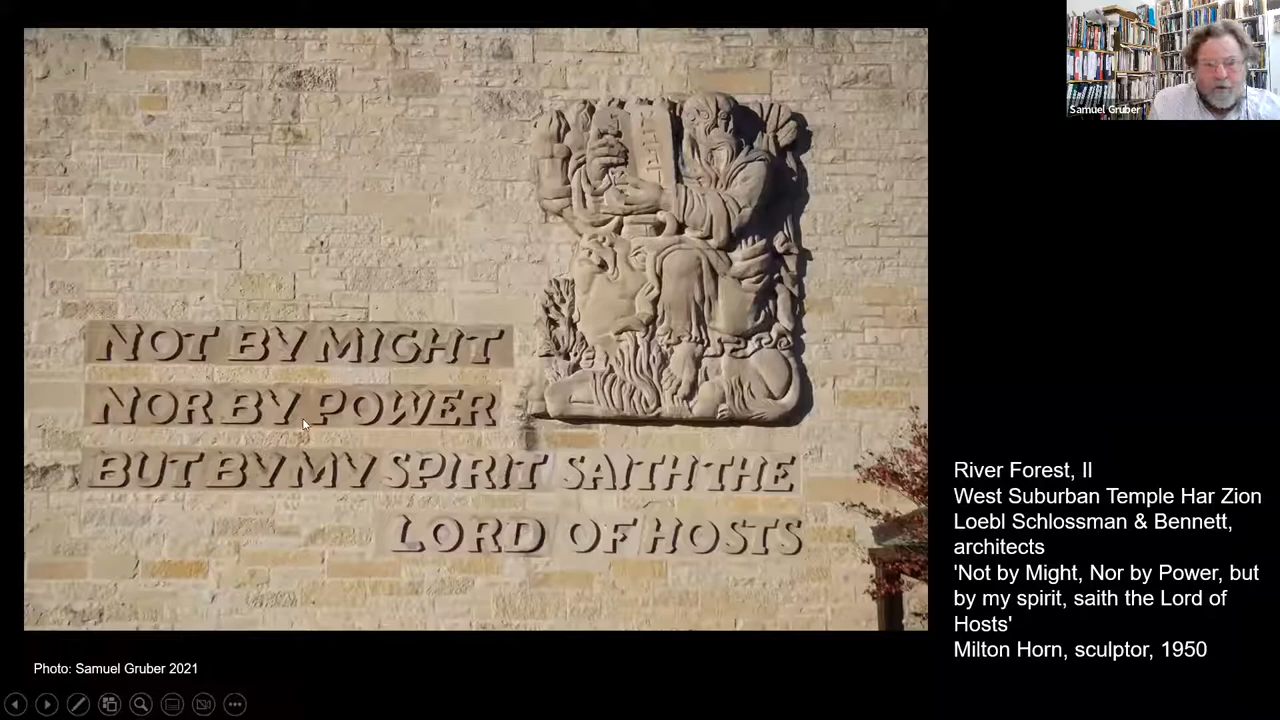 Samuel Gruber
NOT BY MIGHT
NOR BY POWER
BUT BY MY SPIRIT SAITH THE
LORD OF HOSTS
River Forest, Il
West Suburban Temple Har Zion
Loebl Schlossman & Bennett,
architects
'Not by Might, Nor by Power, but
by my spirit, saith the Lord of
Hosts'
Milton Horn, sculptor, 1950
Photo: Samuel Gruber 2021